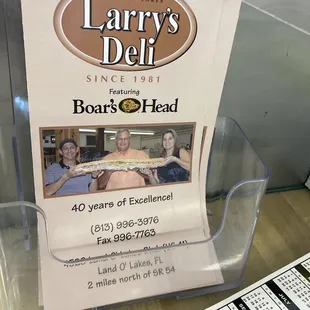 Larry's
Deli
SINCE 1981
Featuring
Boar's Head
40 years of Excellence!
(813) 996-3976
Fax 996-7763
Land O' Lakes, FL
2 miles north of SR 54
JULY